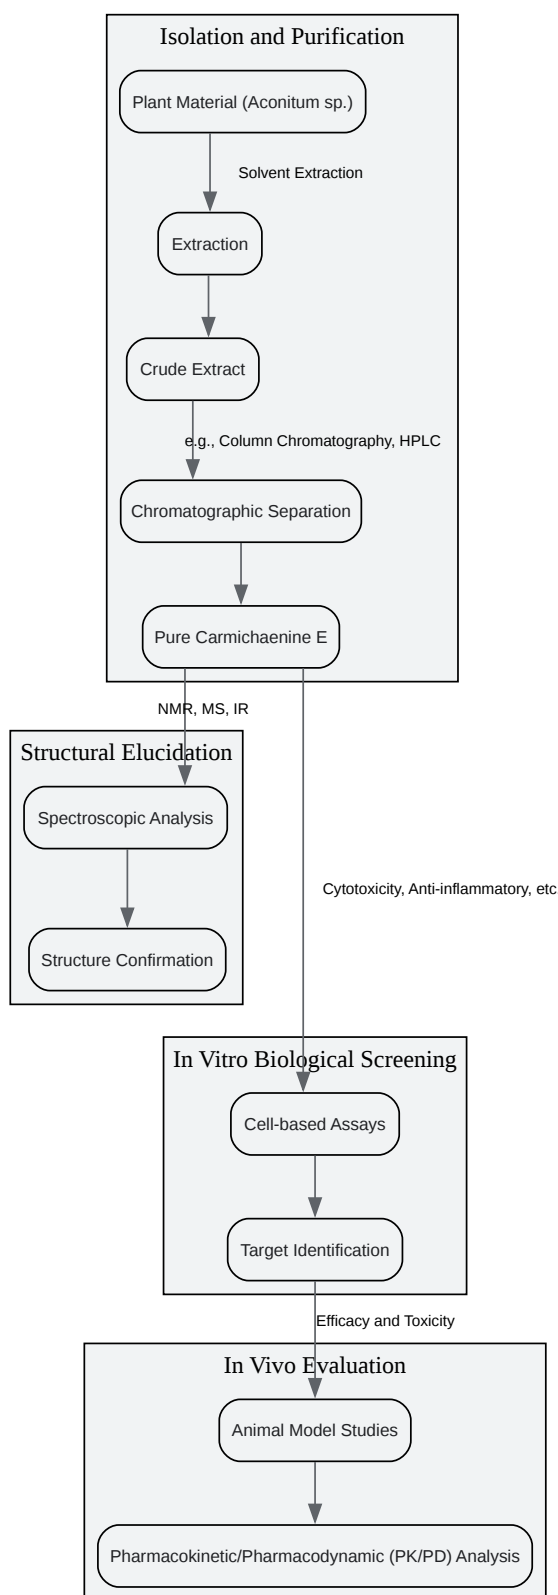 Isolation and Purification
Plant Material (Aconitum sp.)
Solvent Extraction
Extraction
Crude Extract
e.g., Column Chromatography, HPLC
Chromatographic Separation
Pure Carmichaenine E
NMR, MS, IR
Structural Elucidation
Spectroscopic Analysis
Cytotoxicity, Anti-inflammatory, etc
Structure Confirmation
In Vitro Biological Screening
Cell-based Assays
Target Identification
Efficacy and Toxicity
In Vivo Evaluation
Animal Model Studies
Pharmacokinetic/Pharmacodynamic (PK/PD) Analysis